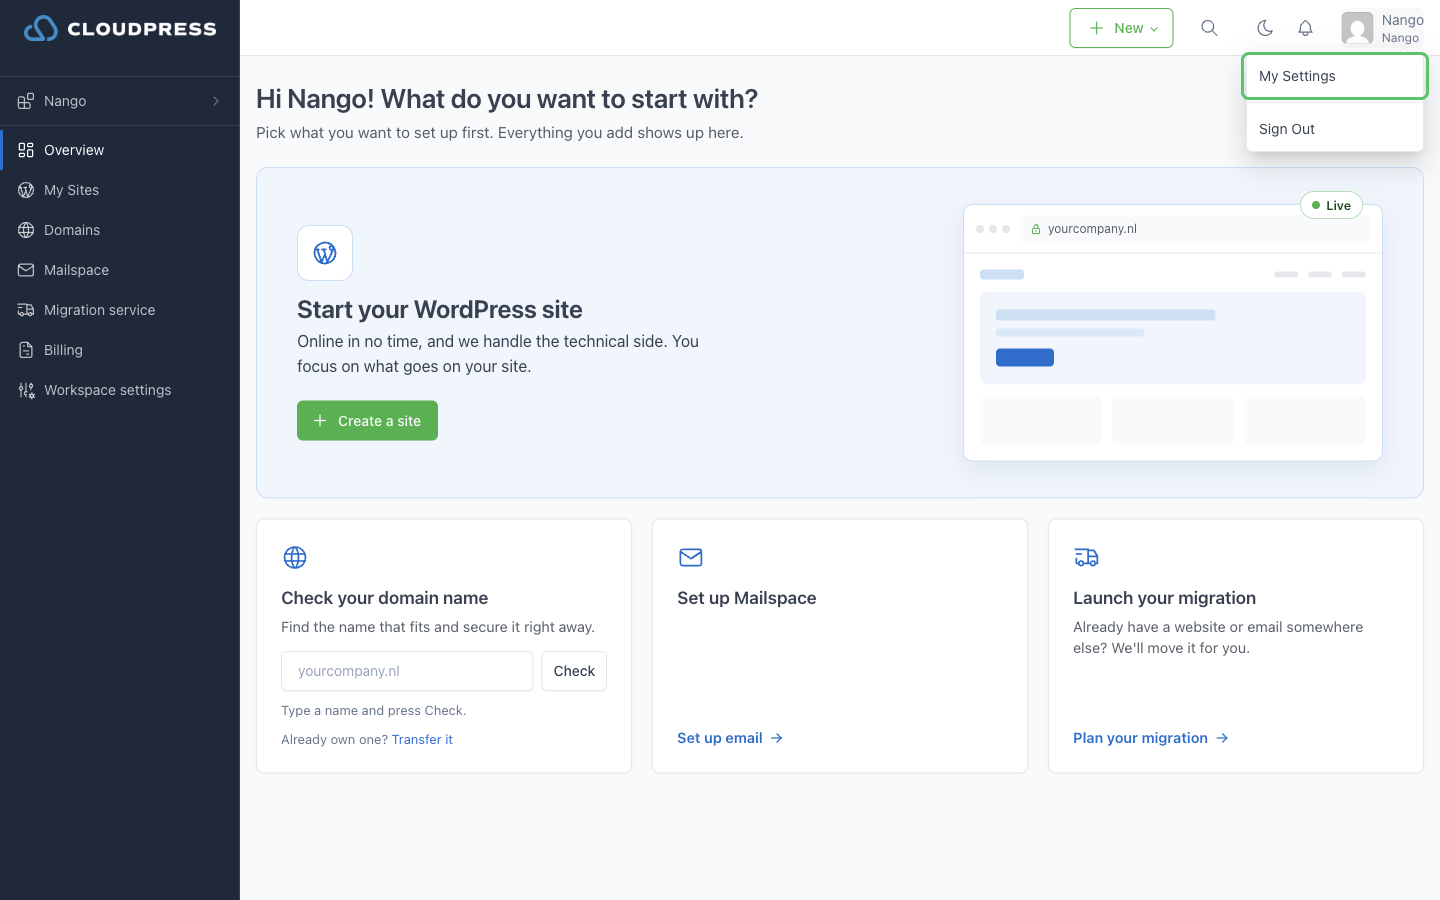 CLOUDPRESS
New
Nango
Nango
My Settings
Sign Out
Nango
Overview
My Sites
Domains
Mailspace
Migration service
Billing
Workspace settings
Hi Nango! What do you want to start with?
Pick what you want to set up first. Everything you add shows up here.
Start your WordPress site
Online in no time, and we handle the technical side. You
focus on what goes on your site.
Create a site
Live
yourcompany.nl
Check your domain name
Find the name that fits and secure it right away.
yourcompany.nl
Check
Type a name and press Check.
Already own one? Transfer it
Set up Mailspace
Set up email →
Launch your migration
Already have a website or email somewhere
else? We'll move it for you.
Plan your migration →